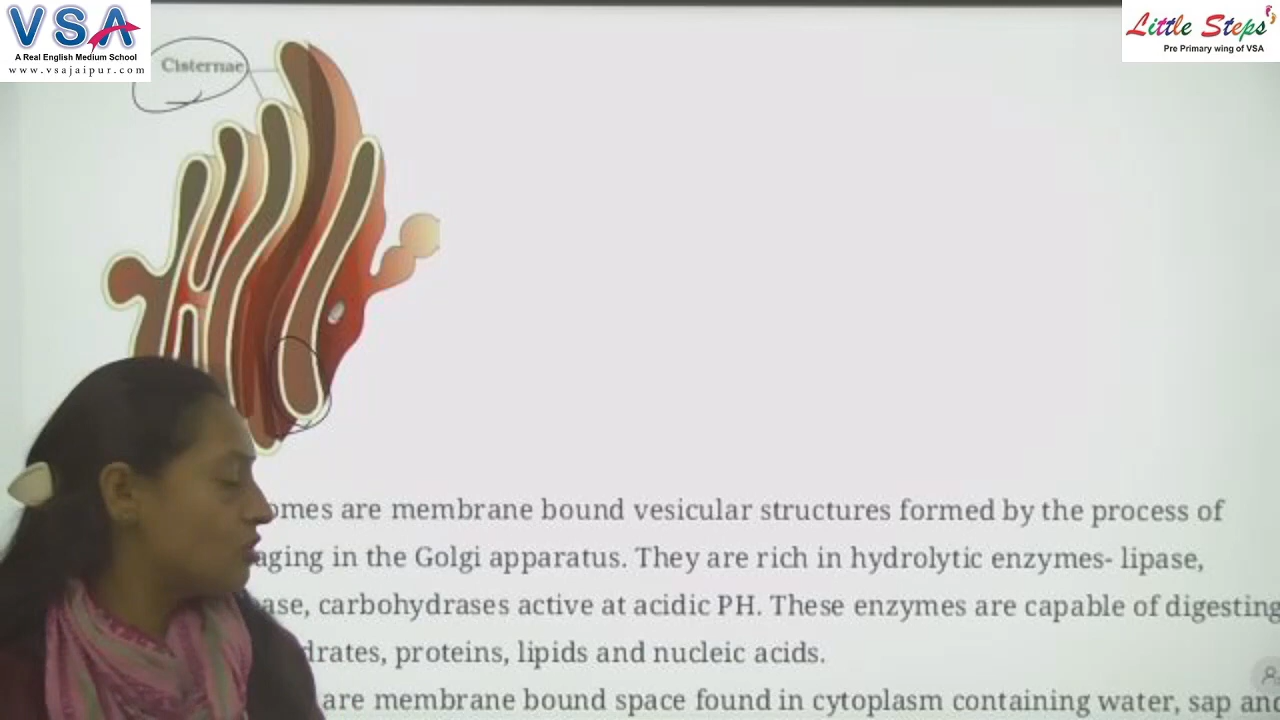 VSA
A Real English Medium School
www.vsajaipur.com
Little Steps
Pre Primary wing of VSA
Cisternae
omes are membrane bound vesicular structures formed by the process of
aging in the Golgi apparatus. They are rich in hydrolytic enzymes- lipase,
ase, carbohydrases active at acidic PH. These enzymes are capable of digesting
drates, proteins, lipids and nucleic acids.
are membrane bound space found in cytoplasm containing water, sap and